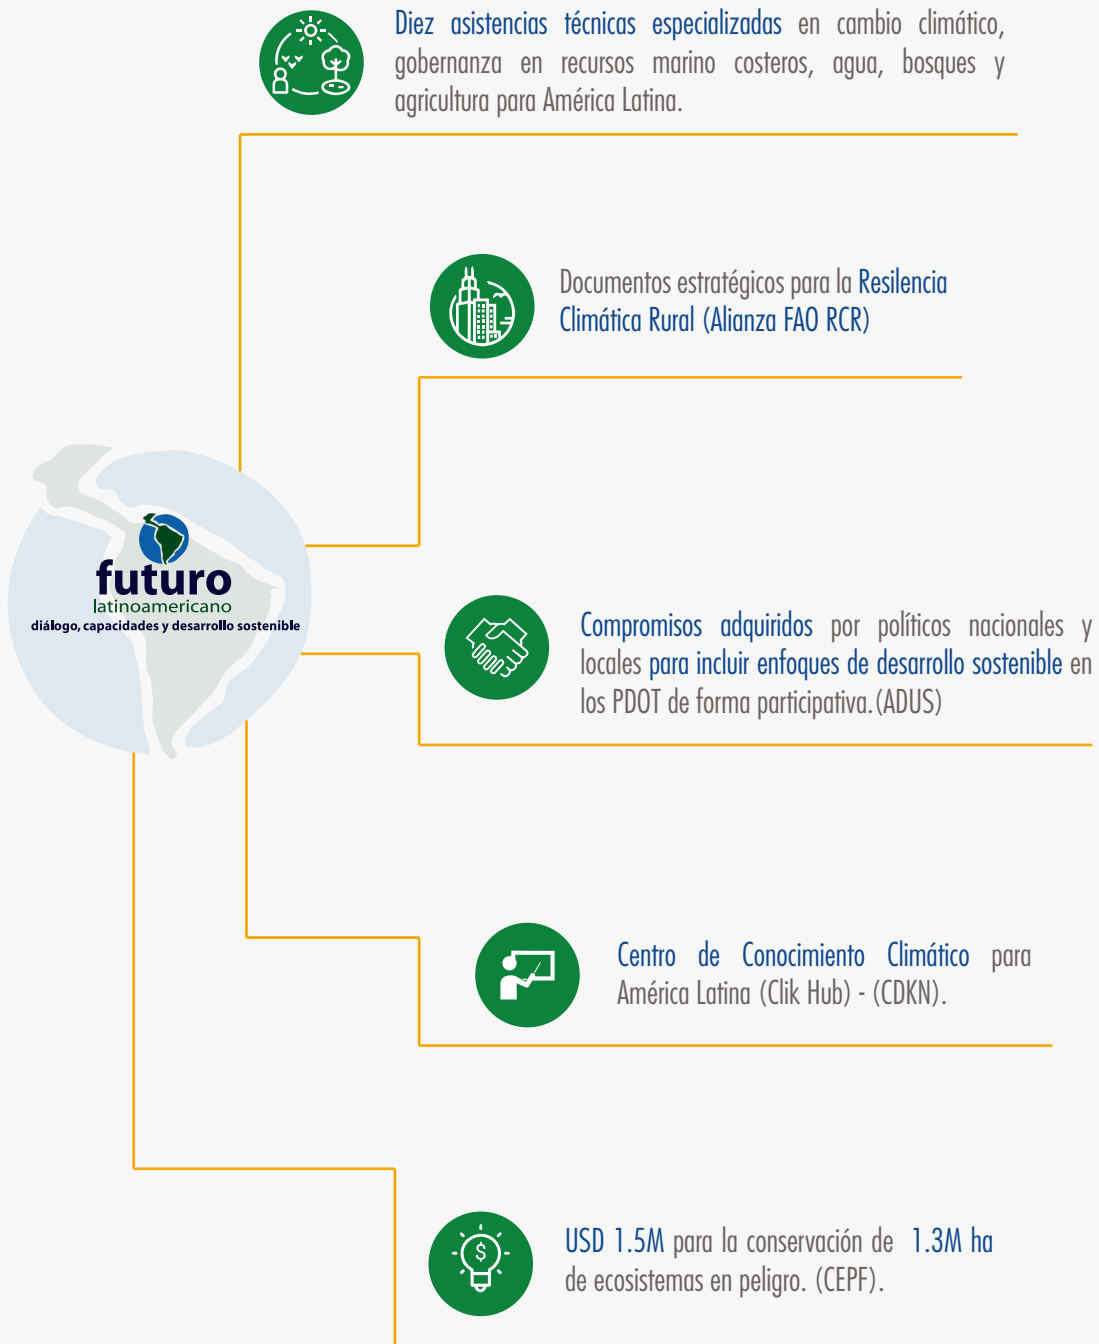 Diez asistencias técnicas especializadas en cambio climático,
gobernanza en recursos marino costeros, agua, bosques y
agricultura para América Latina.
Documentos estratégicos para la Resilencia
Climática Rural (Alianza FAO RCR)
futuro
latinoamericano
diálogo, capacidades y desarrollo sostenible
Compromisos adquiridos por políticos nacionales y
locales para incluir enfoques de desarrollo sostenible en
los PDOT de forma participativa.(ADUS)
Centro de Conocimiento Climático para
América Latina (Clik Hub) - (CDKN).
$
USD 1.5M para la conservación de 1.3M ha
de ecosistemas en peligro. (CEPF).